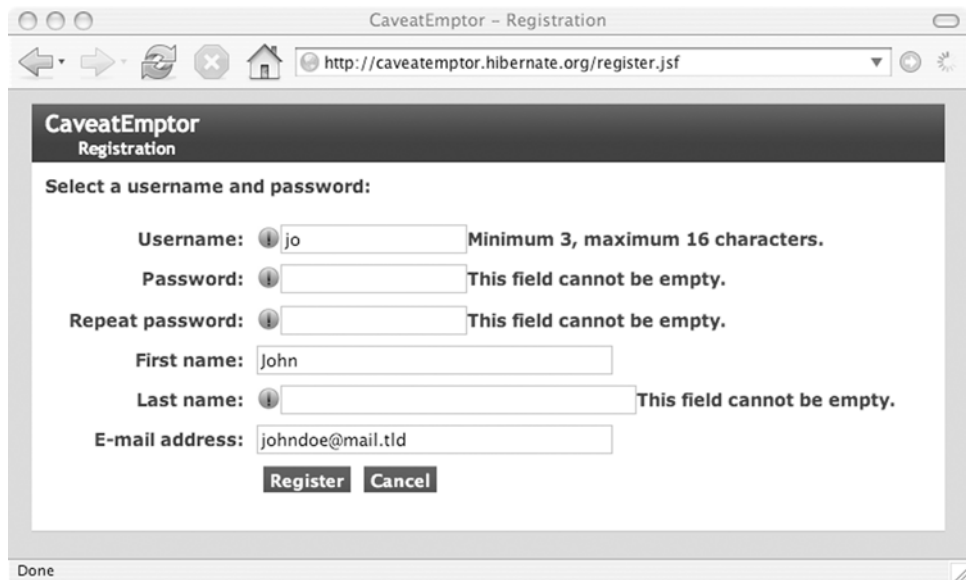 CaveatEmptor – Registration
http://caveatemptor.hibernate.org/register.jsf
CaveatEmptor
Registration
Select a username and password:
Username: jo Minimum 3, maximum 16 characters.
Password: This field cannot be empty.
Repeat password: This field cannot be empty.
First name: John
Last name: This field cannot be empty.
E-mail address: johndoe@mail.tld
Register Cancel
Done